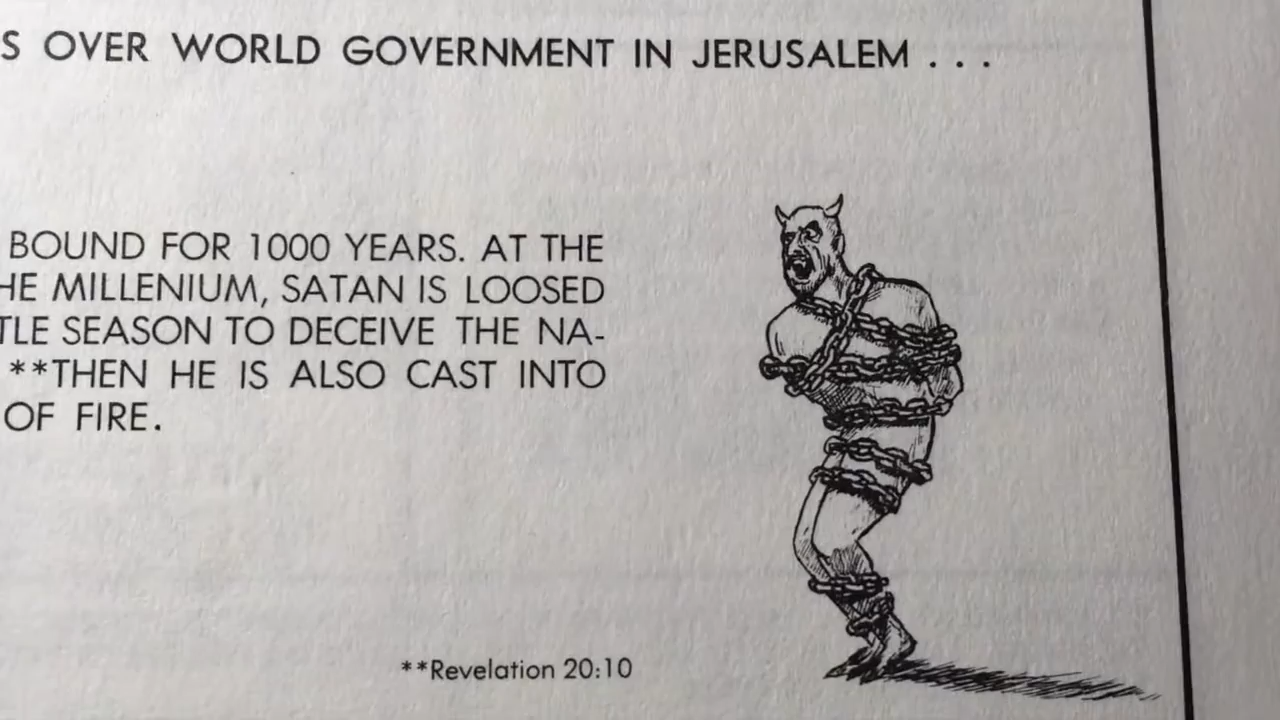 S OVER WORLD GOVERNMENT IN JERUSALEM . . .
BOUND FOR 1000 YEARS. AT THE
HE MILLENIUM, SATAN IS LOOSED
TLE SEASON TO DECEIVE THE NA-
**THEN HE IS ALSO CAST INTO
OF FIRE.
**Revelation 20:10